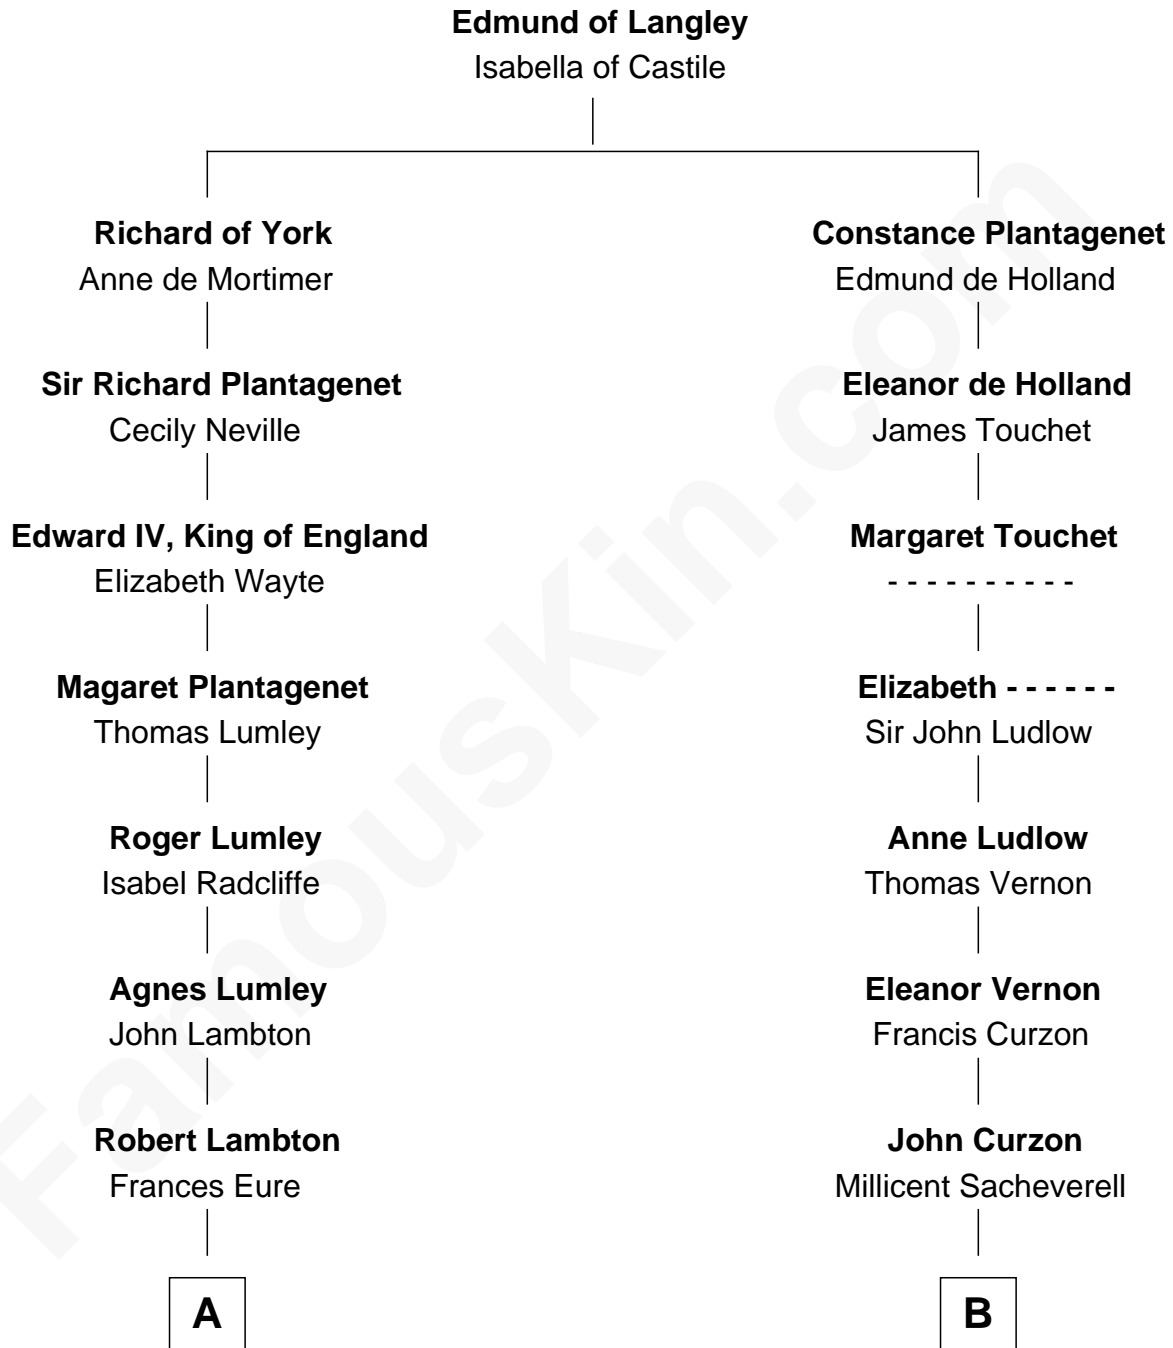 Edmund of Langley
Isabella of Castile
Richard of York
Anne de Mortimer
Constance Plantagenet
Edmund de Holland
Sir Richard Plantagenet
Cecily Neville
Eleanor de Holland
James Touchet
Edward IV, King of England
Elizabeth Wayte
Margaret Touchet
- - - - - - - - - -
Magaret Plantagenet
Thomas Lumley
Elizabeth - - - - - -
Sir John Ludlow
Roger Lumley
Isabel Radcliffe
Anne Ludlow
Thomas Vernon
Agnes Lumley
John Lambton
Eleanor Vernon
Francis Curzon
Robert Lambton
Frances Eure
John Curzon
Millicent Sacheverell
A
B
FamousKin.com